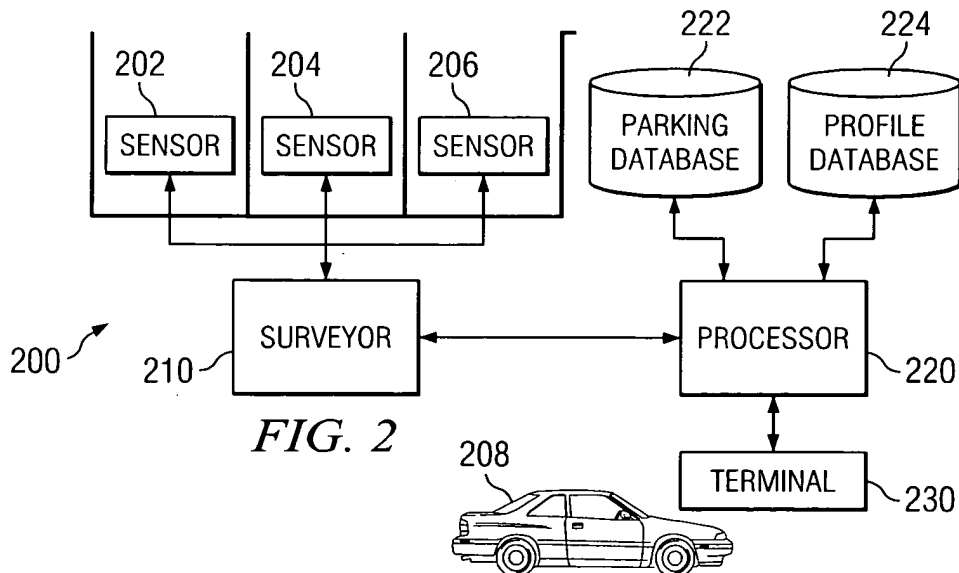 202
204
206
222
224
SENSOR
SENSOR
SENSOR
PARKING
DATABASE
PROFILE
DATABASE
200
SURVEYOR
210
PROCESSOR
220
FIG. 2
208
TERMINAL
230